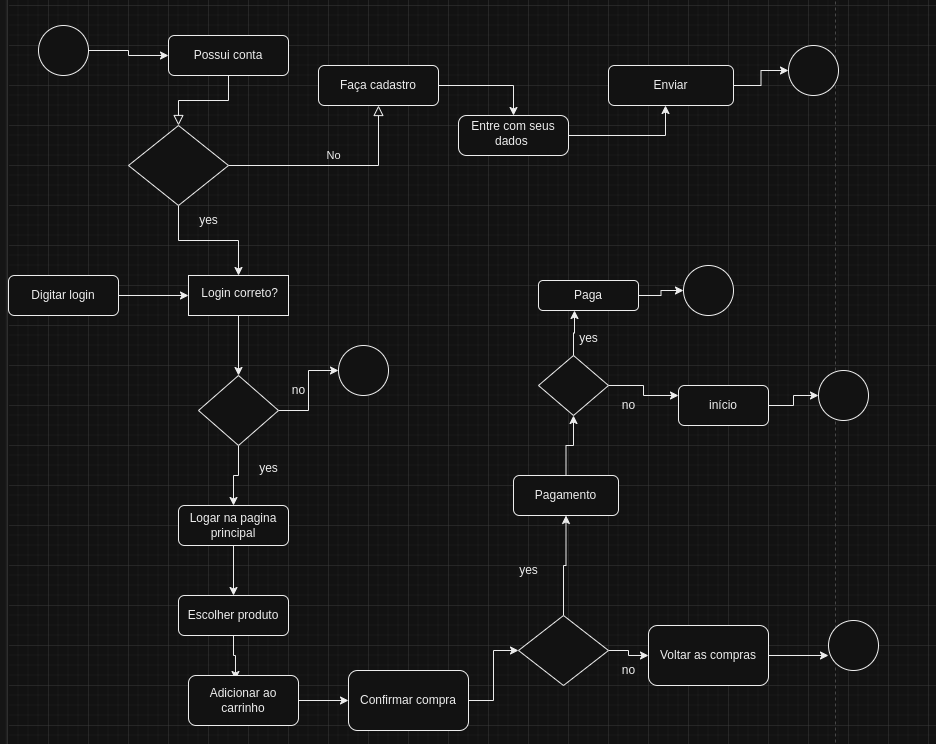 Possui conta
Faça cadastro
Enviar
Entre com seus
dados
No
yes
Digitar login
Login correto?
Paga
yes
no
no
início
yes
Pagamento
Logar na pagina
principal
yes
Escolher produto
Voltar as compras
no
Adicionar ao
carrinho
Confirmar compra